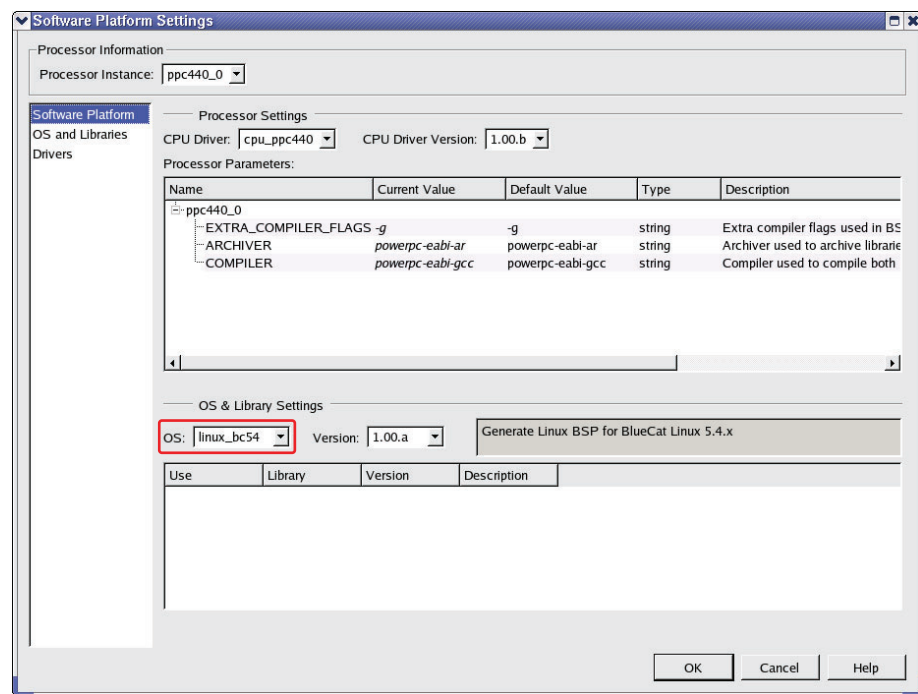 Software Platform Settings
Processor Information
Processor Instance: ppc440_0
Software Platform
OS and Libraries
Drivers
Processor Settings
CPU Driver: cpu_ppc440 CPU Driver Version: 1.00.b
Processor Parameters:
Name Current Value Default Value Type Description
ppc440_0
EXTRA_COMPILER_FLAGS -g -g string Extra compiler flags used in BS
ARCHIVER powerpc-eabi-ar powerpc-eabi-ar string Archiver used to archive librarie
COMPILER powerpc-eabi-gcc powerpc-eabi-gcc string Compiler used to compile both
OS & Library Settings
OS: linux_bc54 Version: 1.00.a Generate Linux BSP for BlueCat Linux 5.4.x
Use Library Version Description
OK Cancel Help